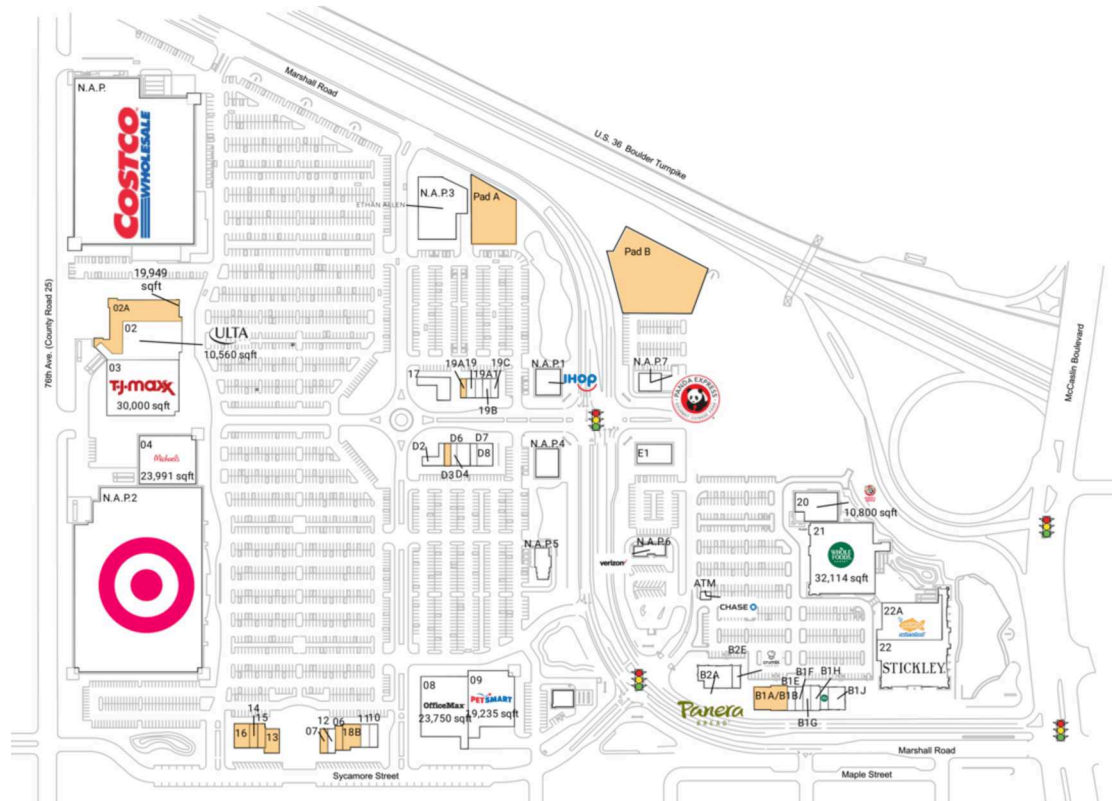 Marshall Road
U.S. 36 Boulder Turnpike
N.A.P.
COSTCO
WHOLESALE
N.A.P.3
ETHAN ALLEN
Pad A
Pad B
76th Ave. (County Road 25)
McCaslin Boulevard
19,949
sqft
02A
02
ULTA
10,560 sqft
03
T·J·maxx
30,000 sqft
17
19A
19
19A1
19B
19C
N.A.P.1
IHOP
N.A.P.7
PANDA EXPRESS
04
Michaels
23,991 sqft
D2
D6
D7
D8
D3
D4
N.A.P.4
E1
N.A.P.2
20
10,800 sqft
21
WHOLE
FOODS
32,114 sqft
N.A.P.5
N.A.P.6
verizon
ATM
CHASE
22A
22
STICKLEY
B2E
B2A
B1A/B1B
B1E
B1F
B1G
B1H
B1J
Panera
BREAD
08
OfficeMax
23,750 sqft
09
PETSMART
19,235 sqft
14
15
16
13
12
07
06
18B
11
10
Sycamore Street
Marshall Road
Maple Street